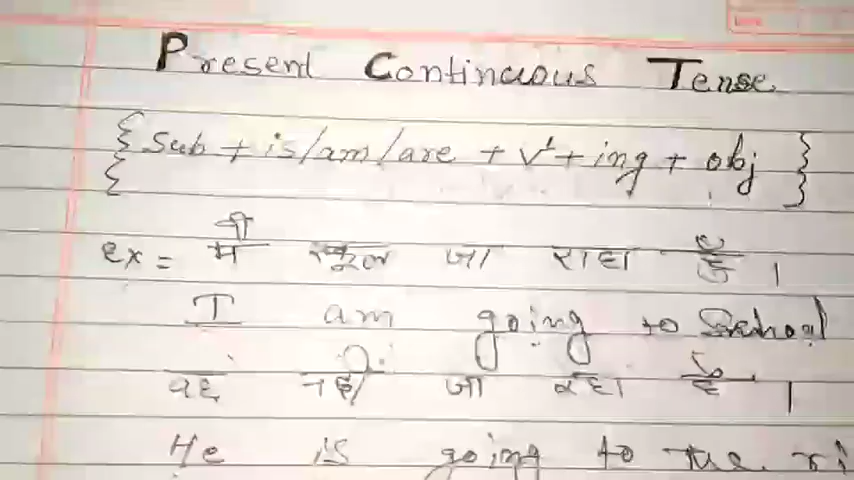 Present Continuous Tense
{ Sub + is/am/are + V¹ + ing + obj }
ex = मै स्कूल जा राहा हुँ ।
I am going to School
वह नदी जा रहा है ।
He is going to the